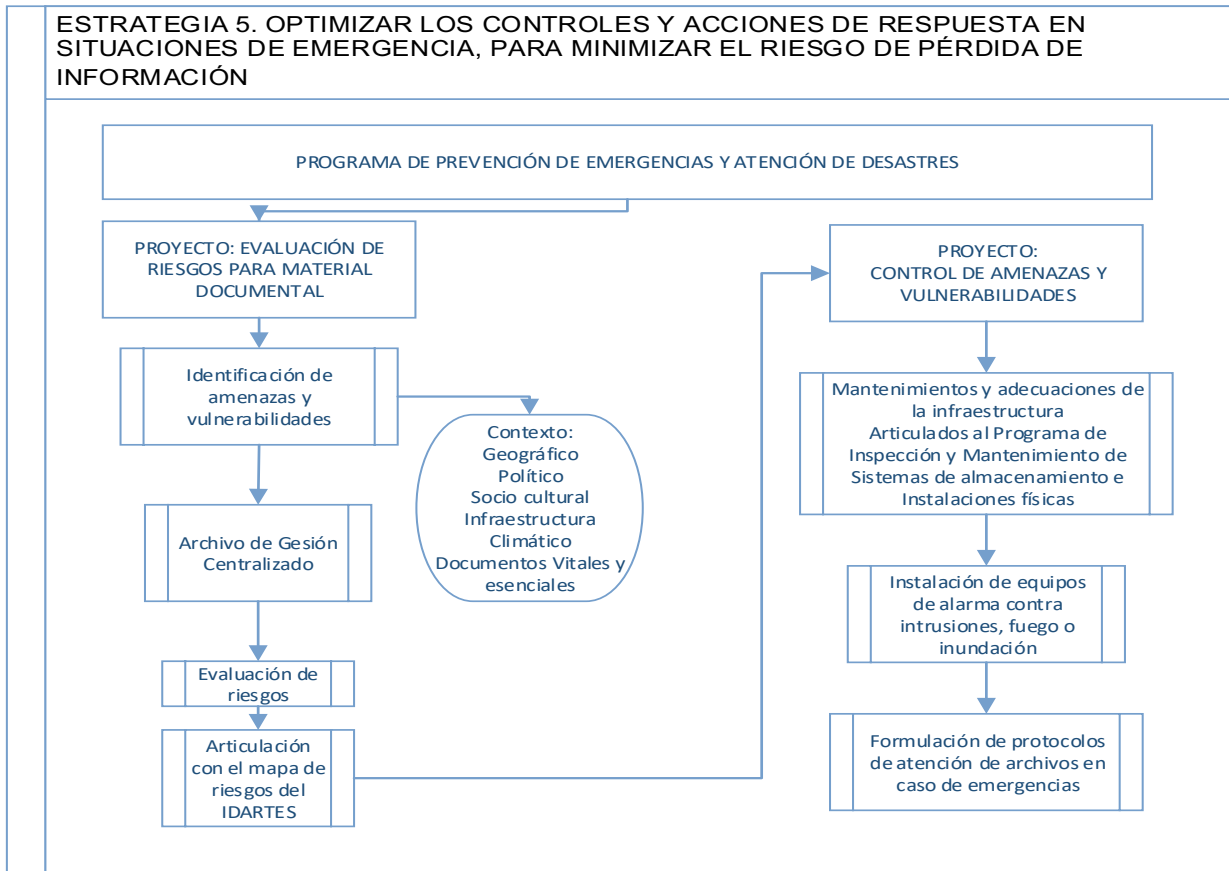 ESTRATEGIA 5. OPTIMIZAR LOS CONTROLES Y ACCIONES DE RESPUESTA EN
SITUACIONES DE EMERGENCIA, PARA MINIMIZAR EL RIESGO DE PÉRDIDA DE
INFORMACIÓN
PROGRAMA DE PREVENCIÓN DE EMERGENCIAS Y ATENCIÓN DE DESASTRES
PROYECTO: EVALUACIÓN DE
RIESGOS PARA MATERIAL
DOCUMENTAL
Identificación de
amenazas y
vulnerabilidades
Contexto:
Geográfico
Político
Socio cultural
Infraestructura
Climático
Documentos Vitales y
esenciales
Archivo de Gestión
Centralizado
Evaluación de
riesgos
Articulación
con el mapa de
riesgos del
IDARTES
PROYECTO:
CONTROL DE AMENAZAS Y
VULNERABILIDADES
Mantenimientos y adecuaciones de
la infraestructura
Articulados al Programa de
Inspección y Mantenimiento de
Sistemas de almacenamiento e
Instalaciones físicas
Instalación de equipos
de alarma contra
intrusiones, fuego o
inundación
Formulación de protocolos
de atención de archivos en
caso de emergencias